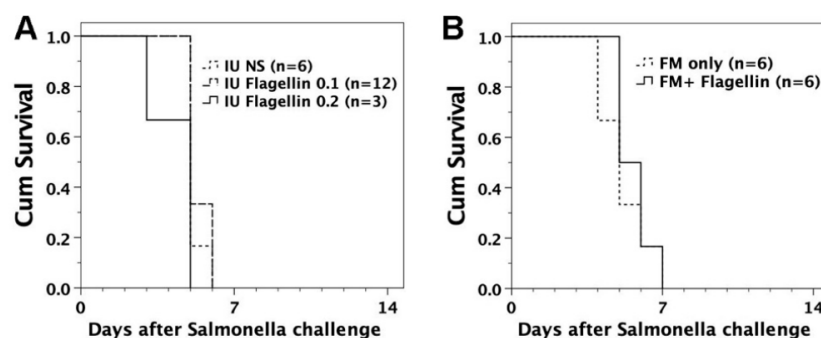 A
Cum Survival
1.0
0.8
0.6
0.4
0.2
0.0
IU NS (n=6)
IU Flagellin 0.1 (n=12)
IU Flagellin 0.2 (n=3)
0 7 14
Days after Salmonella challenge
B
Cum Survival
1.0
0.8
0.6
0.4
0.2
0.0
FM only (n=6)
FM+ Flagellin (n=6)
0 7 14
Days after Salmonella challenge